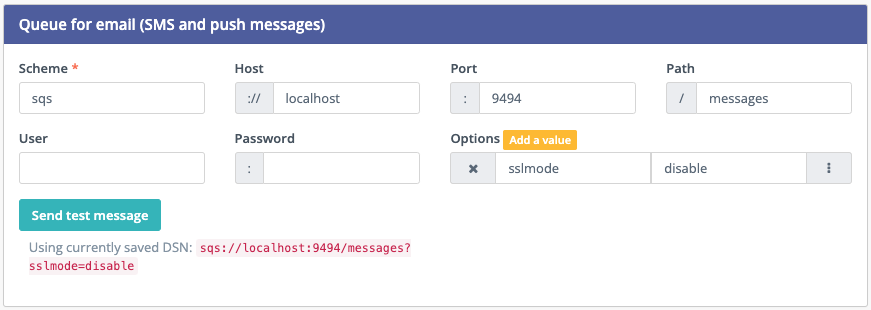 Queue for email (SMS and push messages)
Scheme * Host Port Path
sqs :// localhost : 9494 / messages
User Password Options Add a value
: ✖ sslmode disable ⋮
Send test message
Using currently saved DSN: sqs://localhost:9494/messages?
sslmode=disable